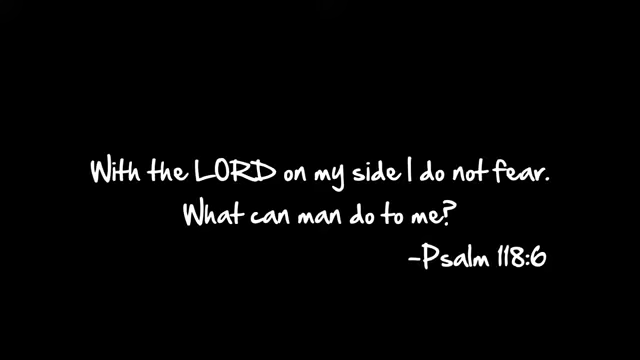 With the LORD on my side I do not fear.
What can man do to me?
-Psalm 118:6